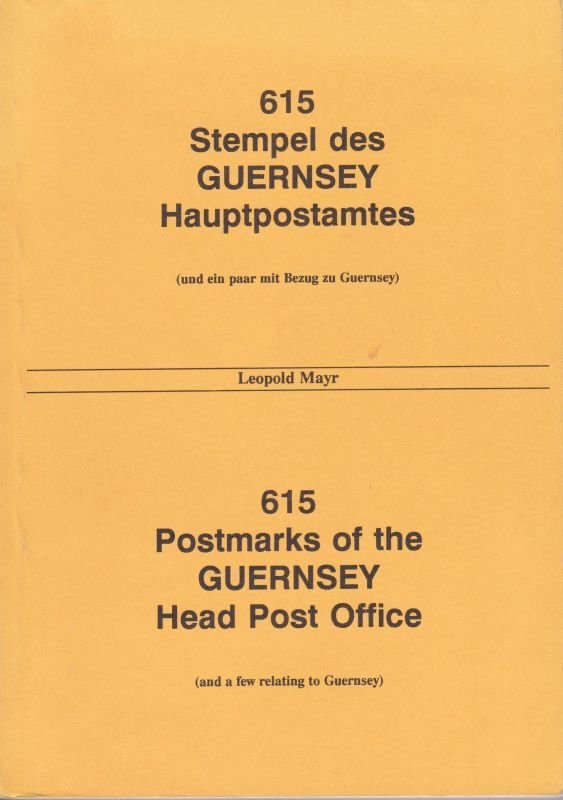 615
Stempel des
GUERNSEY
Hauptpostamtes
(und ein paar mit Bezug zu Guernsey)
Leopold Mayr
615
Postmarks of the
GUERNSEY
Head Post Office
(and a few relating to Guernsey)